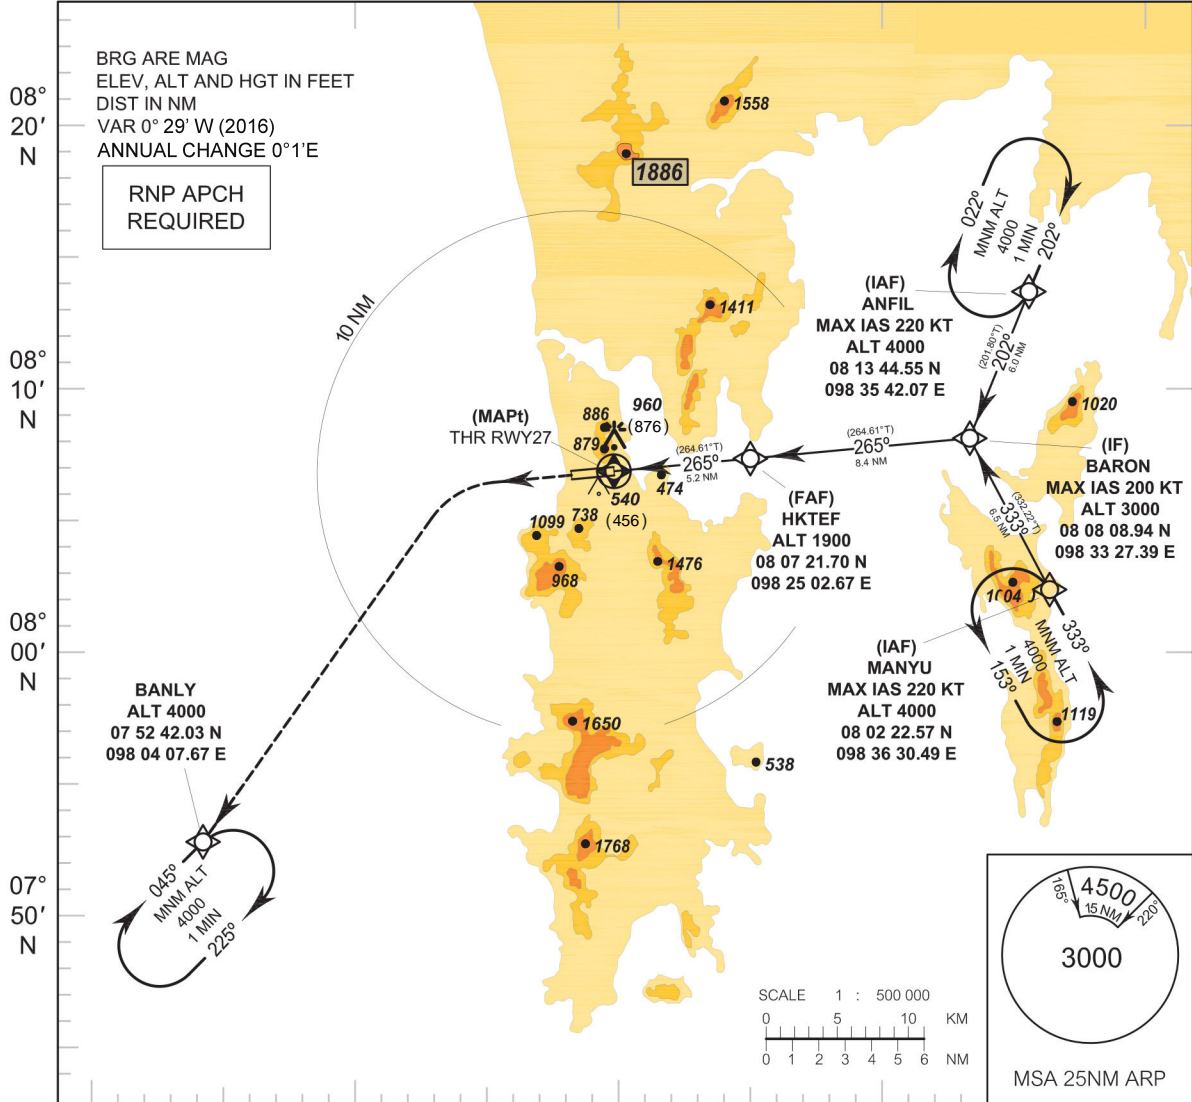 BRG ARE MAG
ELEV, ALT AND HGT IN FEET
DIST IN NM
VAR 0° 29' W (2016)
ANNUAL CHANGE 0°1'E
RNP APCH
REQUIRED
08°
20'
N
08°
10'
N
08°
00'
N
07°
50'
N
10 NM
1558
1886
1411
886
960
(876)
879
(MAPt)
THR RWY27
540
(456)
474
738
1099
968
1476
1650
538
1768
1020
1119
022°
MNM ALT
4000
1 MIN
202°
(IAF)
ANFIL
MAX IAS 220 KT
ALT 4000
08 13 44.55 N
098 35 42.07 E
(201.80°T)
202°
6.0 NM
(264.61°T)
265°
5.2 NM
(264.61°T)
265°
8.4 NM
(IF)
BARON
MAX IAS 200 KT
ALT 3000
08 08 08.94 N
098 33 27.39 E
(FAF)
HKTEF
ALT 1900
08 07 21.70 N
098 25 02.67 E
(332.22°T)
333°
6.5 NM
(IAF)
MANYU
MAX IAS 220 KT
ALT 4000
08 02 22.57 N
098 36 30.49 E
333°
MNM ALT
4000
1 MIN
153°
BANLY
ALT 4000
07 52 42.03 N
098 04 07.67 E
045°
MNM ALT
4000
1 MIN
225°
SCALE 1 : 500 000
0 5 10 KM
0 1 2 3 4 5 6 NM
165°
4500
15 NM
220°
3000
MSA 25NM ARP